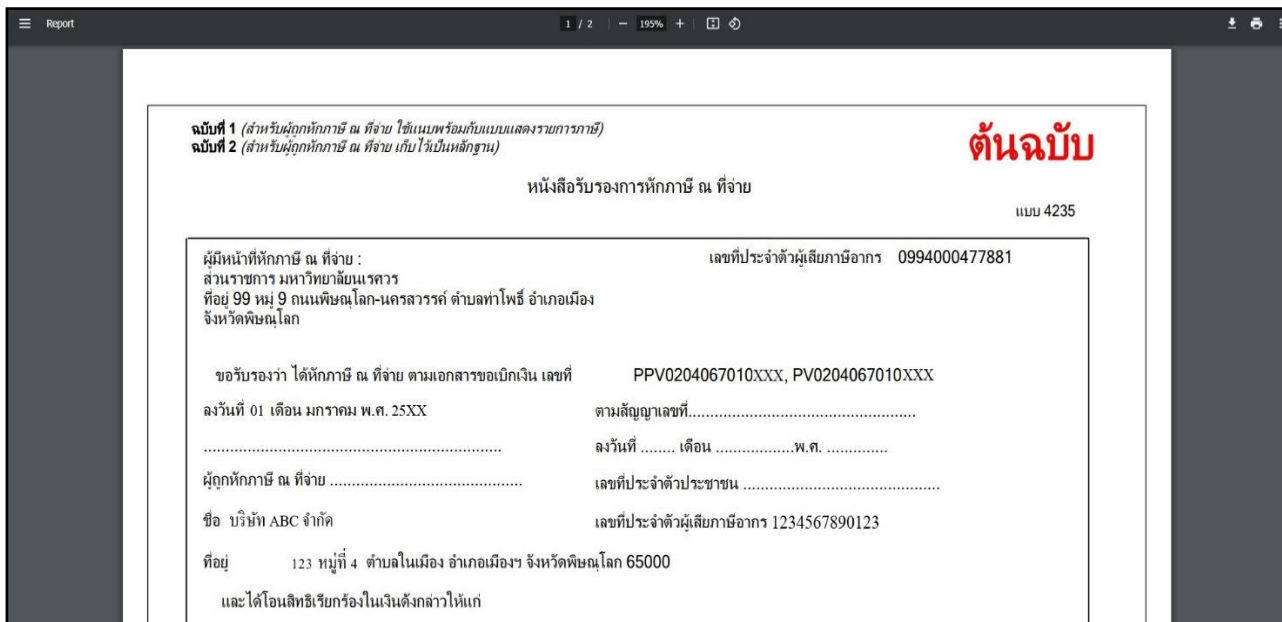 Report
1 / 2 | − 195% +
ฉบับที่ 1 (สำหรับผู้ถูกหักภาษี ณ ที่จ่าย ใช้แนบพร้อมกับแบบแสดงรายการภาษี)
ฉบับที่ 2 (สำหรับผู้ถูกหักภาษี ณ ที่จ่าย เก็บไว้เป็นหลักฐาน)
ต้นฉบับ
หนังสือรับรองการหักภาษี ณ ที่จ่าย
แบบ 4235
ผู้มีหน้าที่หักภาษี ณ ที่จ่าย : เลขที่ประจำตัวผู้เสียภาษีอากร 0994000477881
ส่วนราชการ มหาวิทยาลัยนเรศวร
ที่อยู่ 99 หมู่ 9 ถนนพิษณุโลก-นครสวรรค์ ตำบลท่าโพธิ์ อำเภอเมือง
จังหวัดพิษณุโลก
ขอรับรองว่า ได้หักภาษี ณ ที่จ่าย ตามเอกสารขอเบิกเงิน เลขที่ PPV0204067010XXX, PV0204067010XXX
ลงวันที่ 01 เดือน มกราคม พ.ศ. 25XX ตามสัญญาเลขที่....................................................
.................................................................... ลงวันที่ ........ เดือน ..................พ.ศ. ..............
ผู้ถูกหักภาษี ณ ที่จ่าย ............................................ เลขที่ประจำตัวประชาชน .............................................
ชื่อ บริษัท ABC จำกัด เลขที่ประจำตัวผู้เสียภาษีอากร 1234567890123
ที่อยู่ 123 หมู่ที่ 4 ตำบลในเมือง อำเภอเมืองฯ จังหวัดพิษณุโลก 65000
และได้โอนสิทธิเรียกร้องในเงินดังกล่าวให้แก่